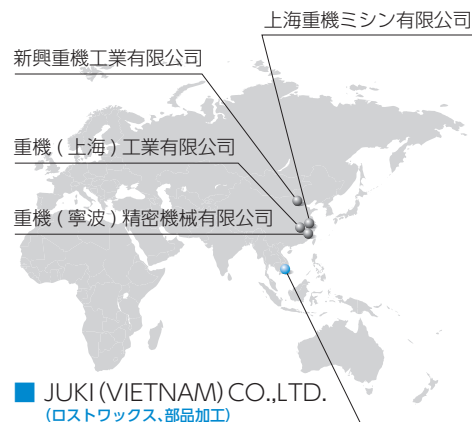 上海重機ミシン有限公司
新興重機工業有限公司
重機 ( 上海 ) 工業有限公司
重機 ( 寧波 ) 精密機械有限公司
JUKI (VIETNAM) CO.,LTD.
(ロストワックス、部品加工)